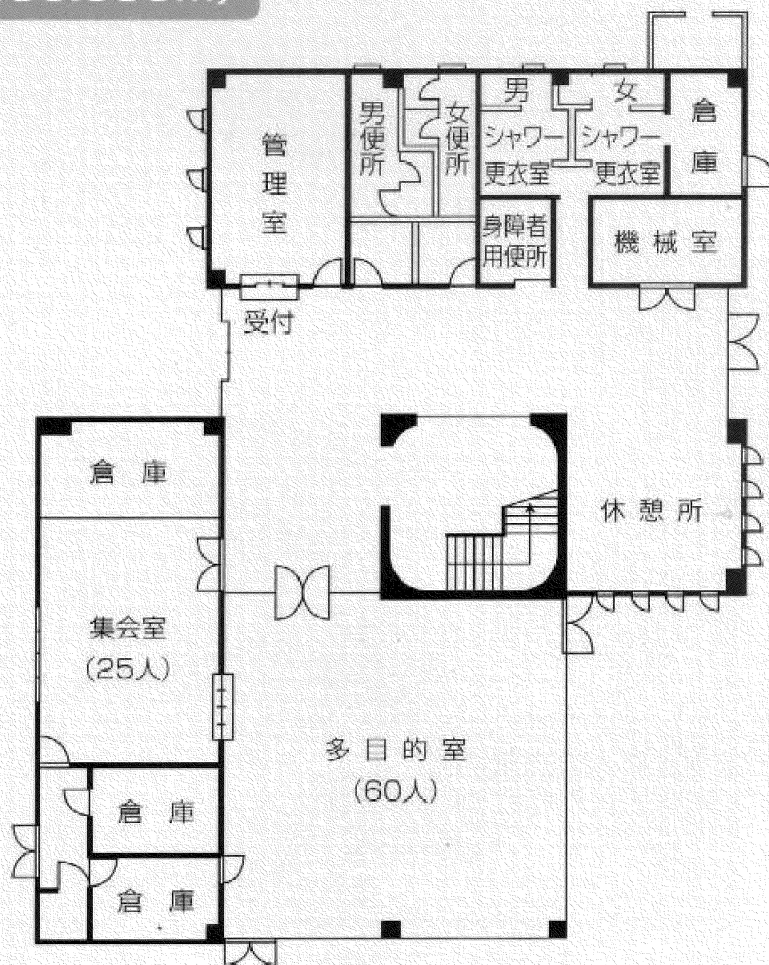 管理室
男便所
女便所
男
シャワー
更衣室
女
シャワー
更衣室
倉庫
身障者
用便所
機械室
受付
倉庫
休憩所
集会室
(25人)
多目的室
(60人)
倉庫
倉庫